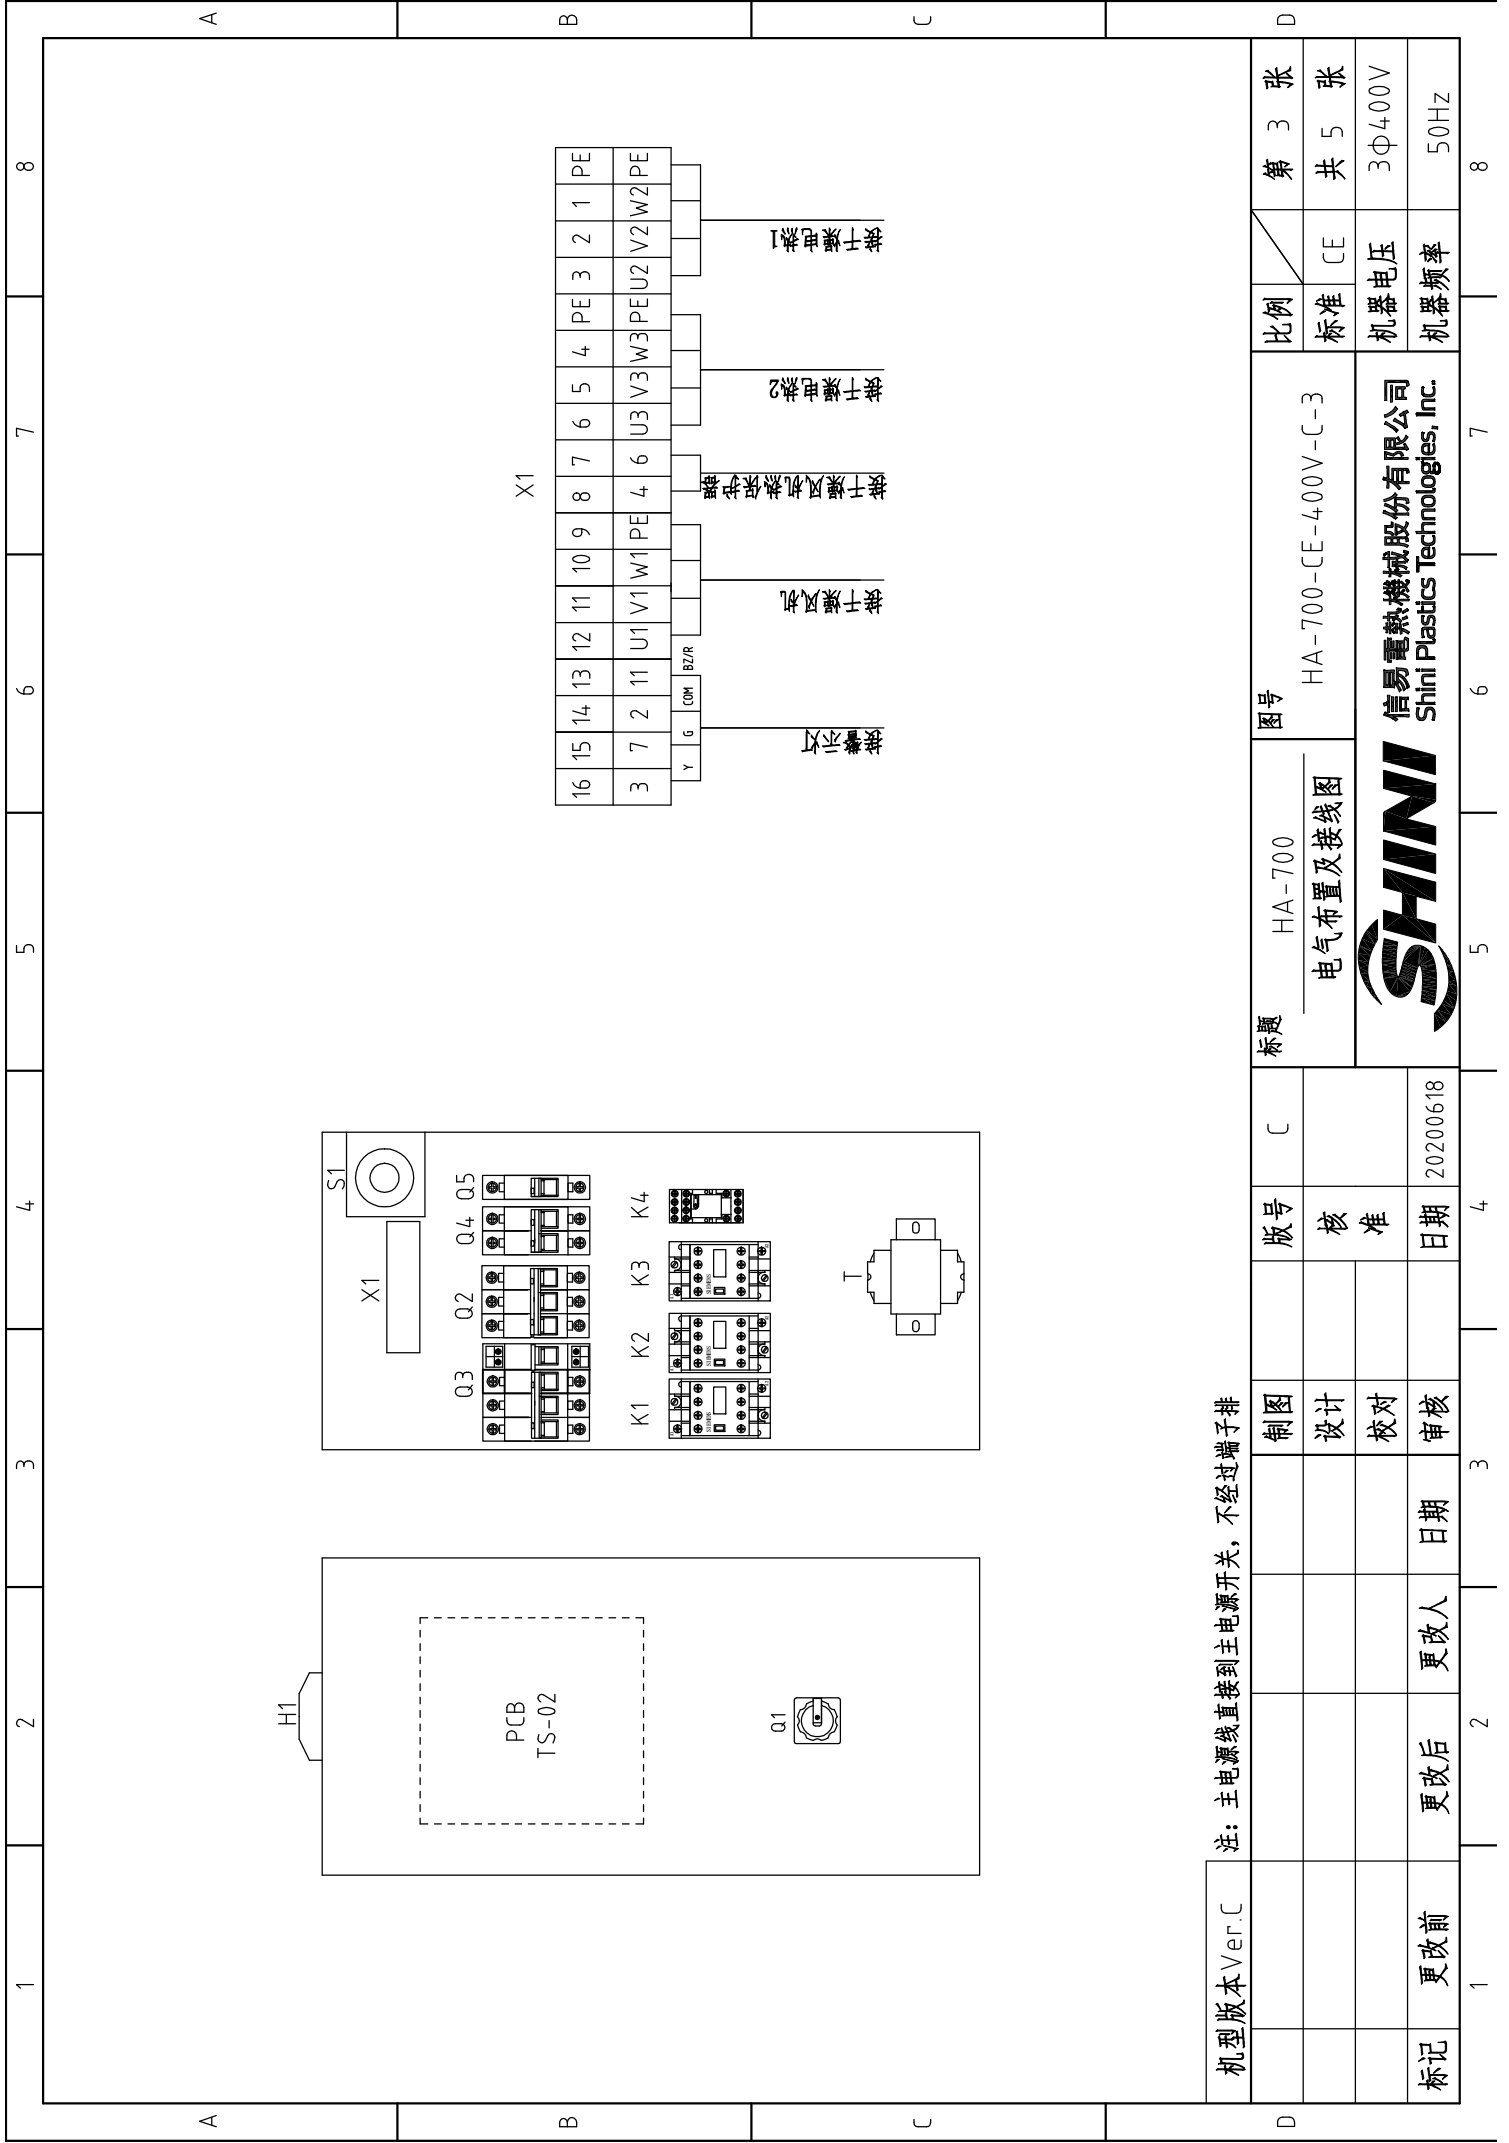 1 2 3 4 5 6 7 8
A A
B B
C C
D D
H1
PCB
TS-02
Q1
S1
X1
Q3 Q2 Q4 Q5
K1 K2 K3 K4
T
X1
16 15 14 13 12 11 10 9 8 7 6 5 4 PE 3 2 1 PE
3 7 2 11 U1 V1 W1 PE 4 6 U3 V3 W3 PE U2 V2 W2 PE
Y G COM BZ/R
接警示灯
接干燥风机
接干燥风机热保护器
接干燥电热2
接干燥电热1
机型版本Ver.C
注：主电源线直接到主电源开关，不经过端子排
标记 更改前 更改后 更改人 日期
制图
设计
校对
审核
版号 C
核准
日期 20200618
标题
HA-700
电气布置及接线图
图号
HA-700-CE-400V-C-3
SHINI
信易電熱機械股份有限公司
Shini Plastics Technologies, Inc.
比例 第 3 张
标准 CE 共 5 张
机器电压 3Φ400V
机器频率 50Hz
1 2 3 4 5 6 7 8